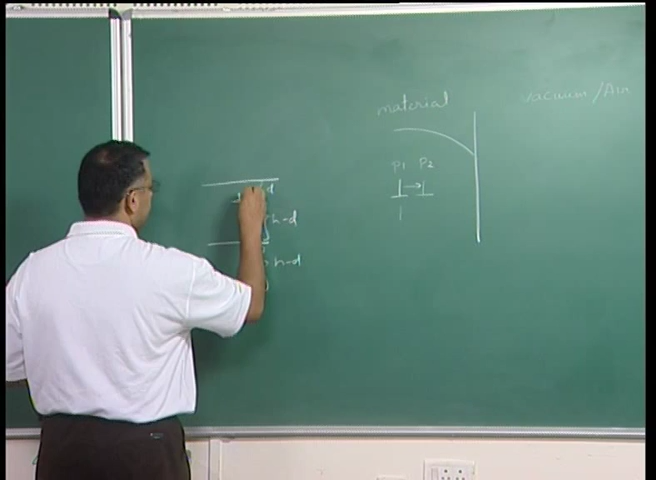 material
vacuum/Air
P1 P2
d
h-d
h-d